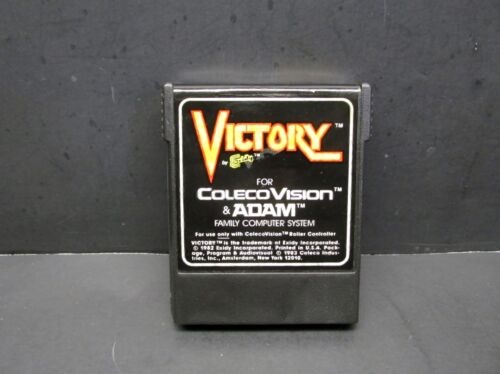 VICTORY™
by Exidy™
FOR
COLECOVISION™
& ADAM™
FAMILY COMPUTER SYSTEM
For use only with ColecoVision™ Roller Controller
VICTORY™ is the trademark of Exidy Incorporated.
© 1982 Exidy Incorporated. Printed in U.S.A. Pack-
age, Program & Audiovisual © 1983 Coleco Indus-
tries, Inc., Amsterdam, New York 12010.